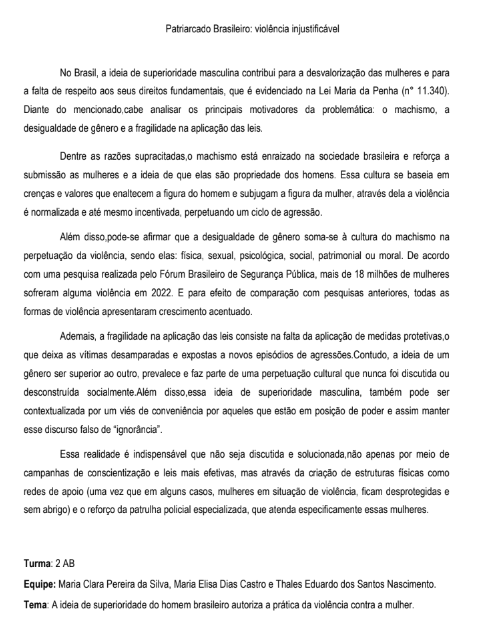 Patriarcado Brasileiro: violência injustificável
No Brasil, a ideia de superioridade masculina contribui para a desvalorização das mulheres e para
a falta de respeito aos seus direitos fundamentais, que é evidenciado na Lei Maria da Penha (n° 11.340).
Diante do mencionado,cabe analisar os principais motivadores da problemática: o machismo, a
desigualdade de gênero e a fragilidade na aplicação das leis.
Dentre as razões supracitadas,o machismo está enraizado na sociedade brasileira e reforça a
submissão as mulheres e a ideia de que elas são propriedade dos homens. Essa cultura se baseia em
crenças e valores que enaltecem a figura do homem e subjugam a figura da mulher, através dela a violência
é normalizada e até mesmo incentivada, perpetuando um ciclo de agressão.
Além disso,pode-se afirmar que a desigualdade de gênero soma-se à cultura do machismo na
perpetuação da violência, sendo elas: física, sexual, psicológica, social, patrimonial ou moral. De acordo
com uma pesquisa realizada pelo Fórum Brasileiro de Segurança Pública, mais de 18 milhões de mulheres
sofreram alguma violência em 2022. E para efeito de comparação com pesquisas anteriores, todas as
formas de violência apresentaram crescimento acentuado.
Ademais, a fragilidade na aplicação das leis consiste na falta da aplicação de medidas protetivas,o
que deixa as vítimas desamparadas e expostas a novos episódios de agressões.Contudo, a ideia de um
gênero ser superior ao outro, prevalece e faz parte de uma perpetuação cultural que nunca foi discutida ou
desconstruída socialmente.Além disso,essa ideia de superioridade masculina, também pode ser
contextualizada por um viés de conveniência por aqueles que estão em posição de poder e assim manter
esse discurso falso de “ignorância”.
Essa realidade é indispensável que não seja discutida e solucionada,não apenas por meio de
campanhas de conscientização e leis mais efetivas, mas através da criação de estruturas físicas como
redes de apoio (uma vez que em alguns casos, mulheres em situação de violência, ficam desprotegidas e
sem abrigo) e o reforço da patrulha policial especializada, que atenda especificamente essas mulheres.
Turma: 2 AB
Equipe: Maria Clara Pereira da Silva, Maria Elisa Dias Castro e Thales Eduardo dos Santos Nascimento.
Tema: A ideia de superioridade do homem brasileiro autoriza a prática da violência contra a mulher.